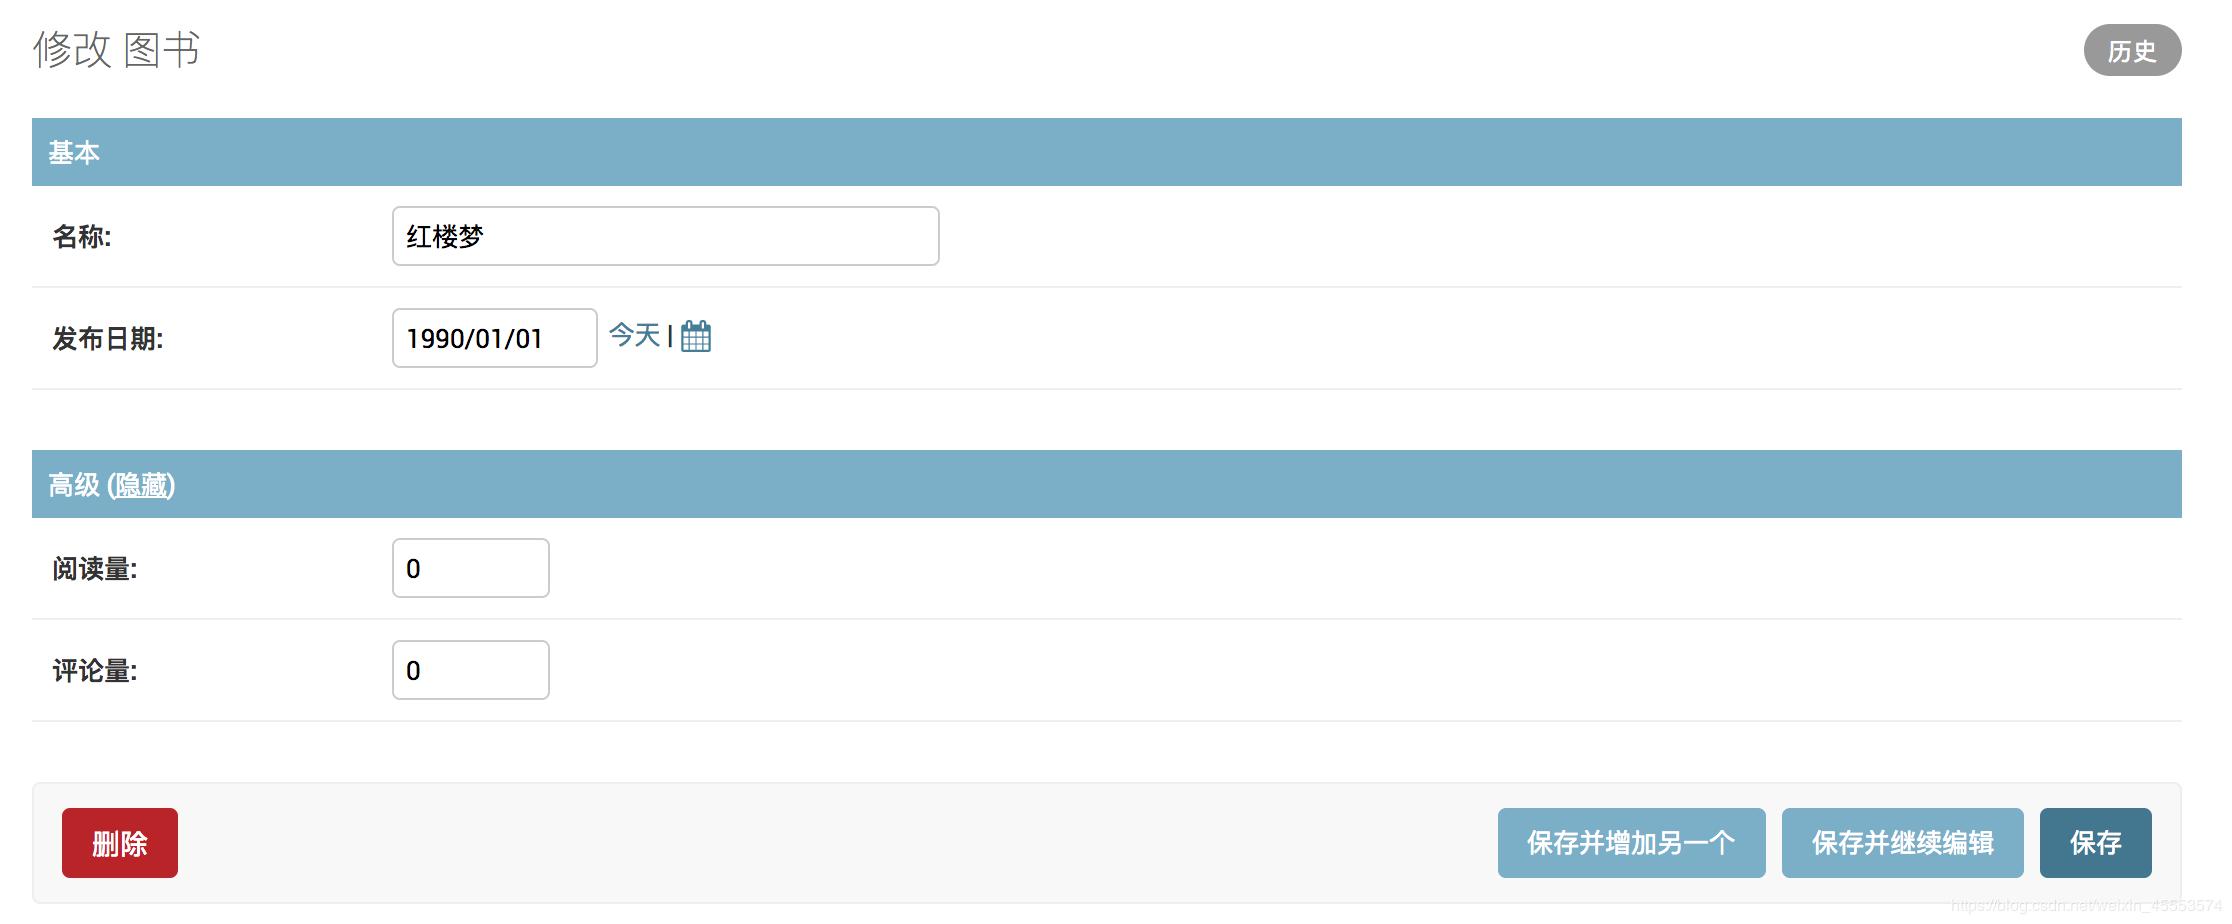 修改 图书
历史
基本
名称: 红楼梦
发布日期: 1990/01/01 今天 |
高级 (隐藏)
阅读量: 0
评论量: 0
删除 保存并增加另一个 保存并继续编辑 保存
https://blog.csdn.net/weixin_45553574